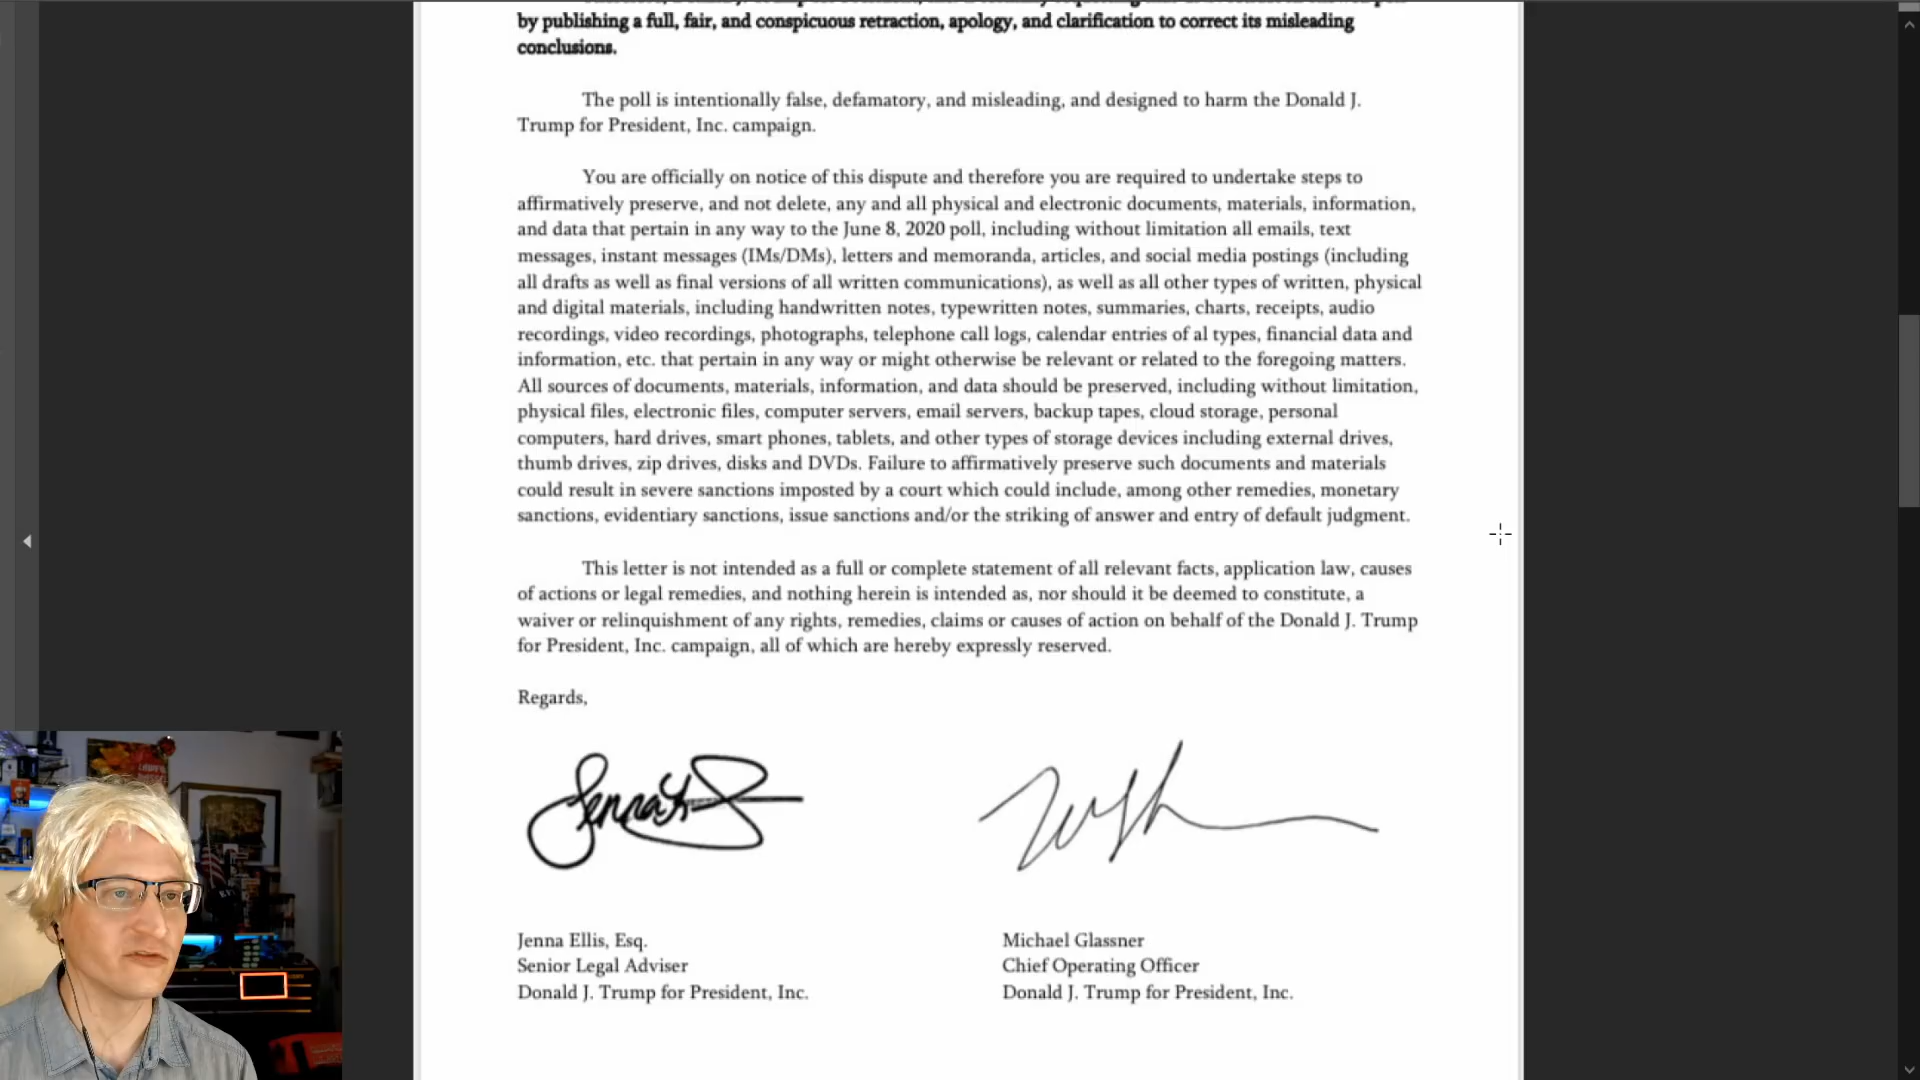 by publishing a full, fair, and conspicuous retraction, apology, and clarification to correct its misleading
conclusions.
The poll is intentionally false, defamatory, and misleading, and designed to harm the Donald J.
Trump for President, Inc. campaign.
You are officially on notice of this dispute and therefore you are required to undertake steps to
affirmatively preserve, and not delete, any and all physical and electronic documents, materials, information,
and data that pertain in any way to the June 8, 2020 poll, including without limitation all emails, text
messages, instant messages (IMs/DMs), letters and memoranda, articles, and social media postings (including
all drafts as well as final versions of all written communications), as well as all other types of written, physical
and digital materials, including handwritten notes, typewritten notes, summaries, charts, receipts, audio
recordings, video recordings, photographs, telephone call logs, calendar entries of al types, financial data and
information, etc. that pertain in any way or might otherwise be relevant or related to the foregoing matters.
All sources of documents, materials, information, and data should be preserved, including without limitation,
physical files, electronic files, computer servers, email servers, backup tapes, cloud storage, personal
computers, hard drives, smart phones, tablets, and other types of storage devices including external drives,
thumb drives, zip drives, disks and DVDs. Failure to affirmatively preserve such documents and materials
could result in severe sanctions imposted by a court which could include, among other remedies, monetary
sanctions, evidentiary sanctions, issue sanctions and/or the striking of answer and entry of default judgment.
This letter is not intended as a full or complete statement of all relevant facts, application law, causes
of actions or legal remedies, and nothing herein is intended as, nor should it be deemed to constitute, a
waiver or relinquishment of any rights, remedies, claims or causes of action on behalf of the Donald J. Trump
for President, Inc. campaign, all of which are hereby expressly reserved.
Regards,
Jenna Ellis, Esq.
Senior Legal Adviser
Donald J. Trump for President, Inc.
Michael Glassner
Chief Operating Officer
Donald J. Trump for President, Inc.